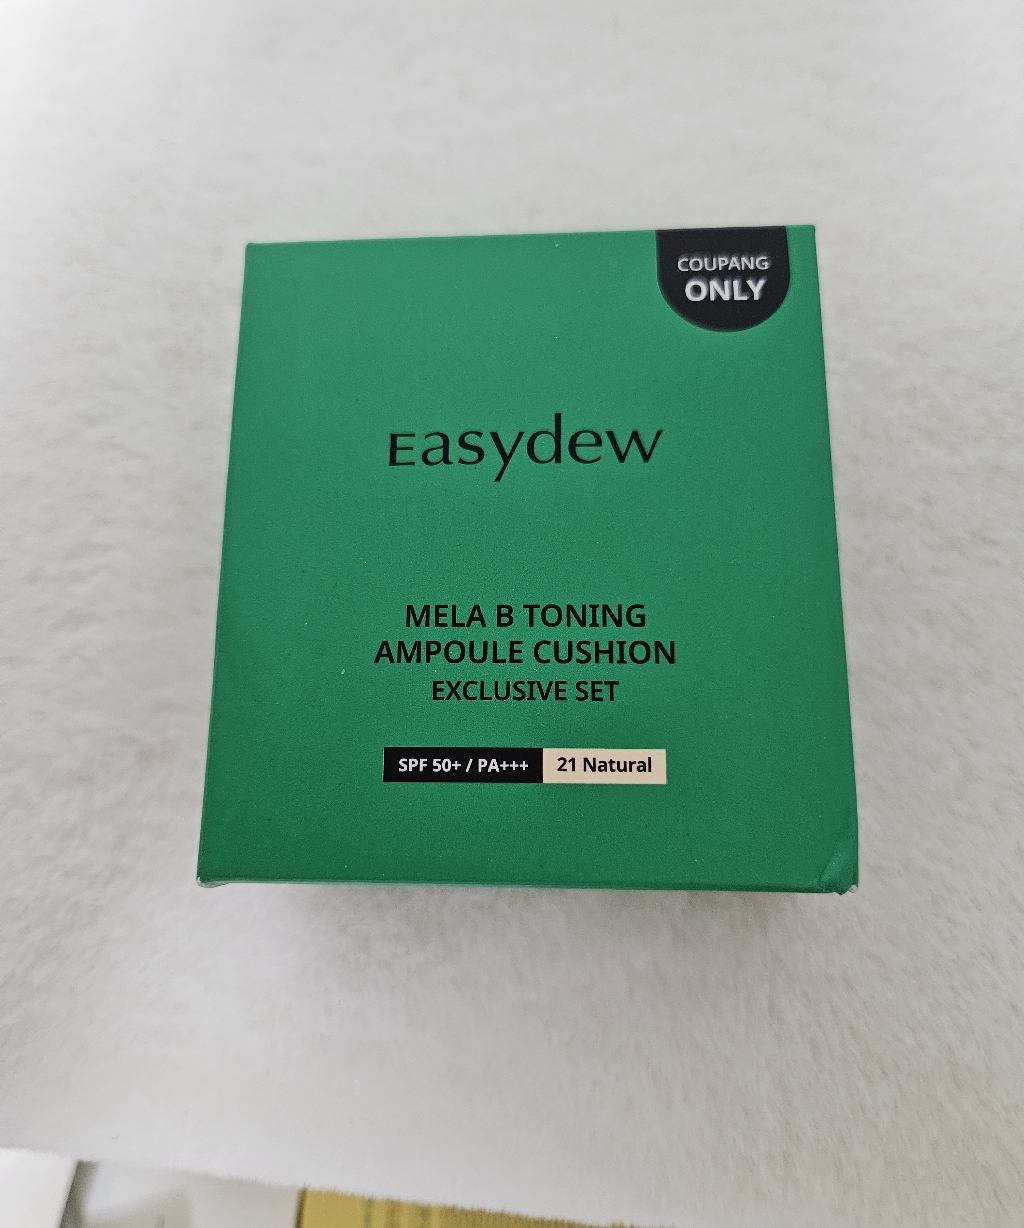 COUPANG
ONLY
Easydew
MELA B TONING
AMPOULE CUSHION
EXCLUSIVE SET
SPF 50+ / PA+++ 21 Natural